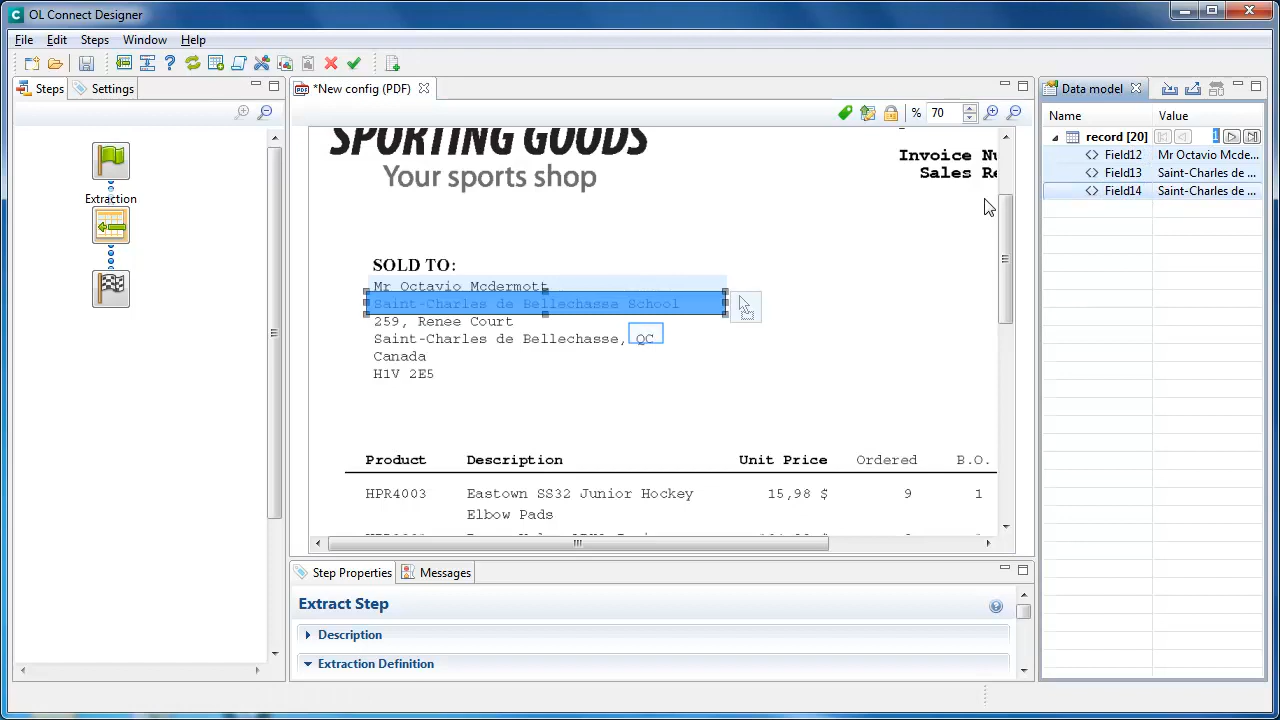 OL Connect Designer
File Edit Steps Window Help
Steps Settings
*New config (PDF)
Data model
% 70
Name Value
record [20] 1
Field12 Mr Octavio Mcde...
Field13 Saint-Charles de ...
Field14 Saint-Charles de ...
Extraction
SPORTING GOODS
Your sports shop
Invoice Nu
Sales Re
SOLD TO:
Mr Octavio Mcdermott
Saint-Charles de Bellechasse School
259, Renee Court
Saint-Charles de Bellechasse, QC
Canada
H1V 2E5
Product Description Unit Price Ordered B.O.
HPR4003 Eastown SS32 Junior Hockey 15,98 $ 9 1
Elbow Pads
Step Properties Messages
Extract Step
Description
Extraction Definition